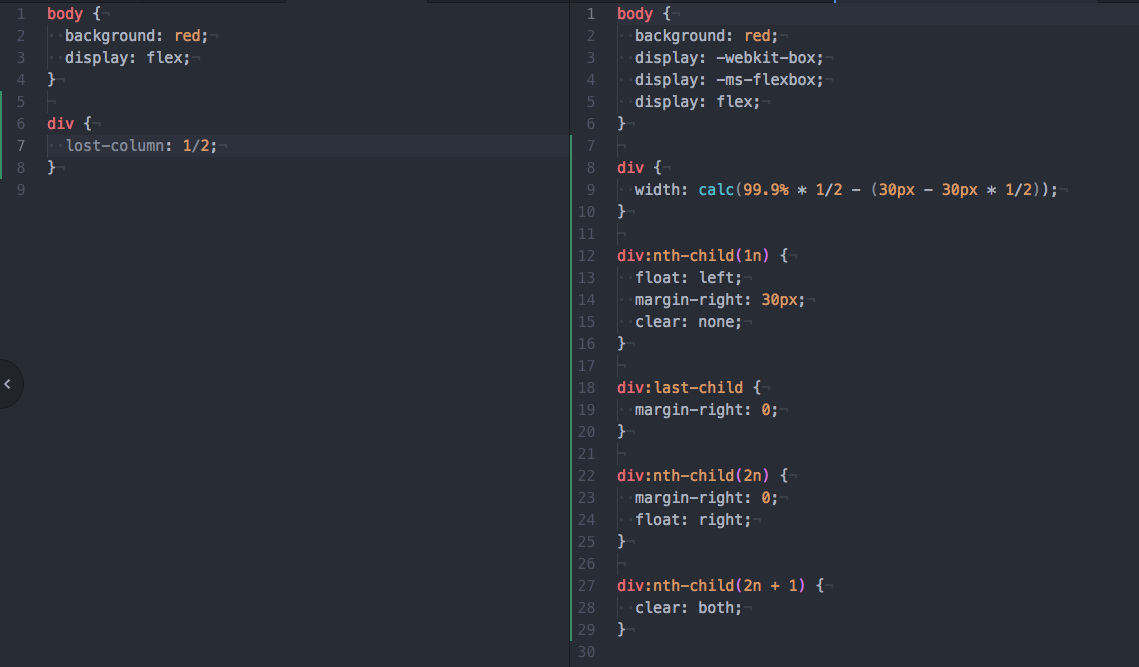 1 body {
2 background: red;
3 display: flex;
4 }
5
6 div {
7 lost-column: 1/2;
8 }
9
1 body {
2 background: red;
3 display: -webkit-box;
4 display: -ms-flexbox;
5 display: flex;
6 }
7
8 div {
9 width: calc(99.9% * 1/2 - (30px - 30px * 1/2));
10 }
11
12 div:nth-child(1n) {
13 float: left;
14 margin-right: 30px;
15 clear: none;
16 }
17
18 div:last-child {
19 margin-right: 0;
20 }
21
22 div:nth-child(2n) {
23 margin-right: 0;
24 float: right;
25 }
26
27 div:nth-child(2n + 1) {
28 clear: both;
29 }
30